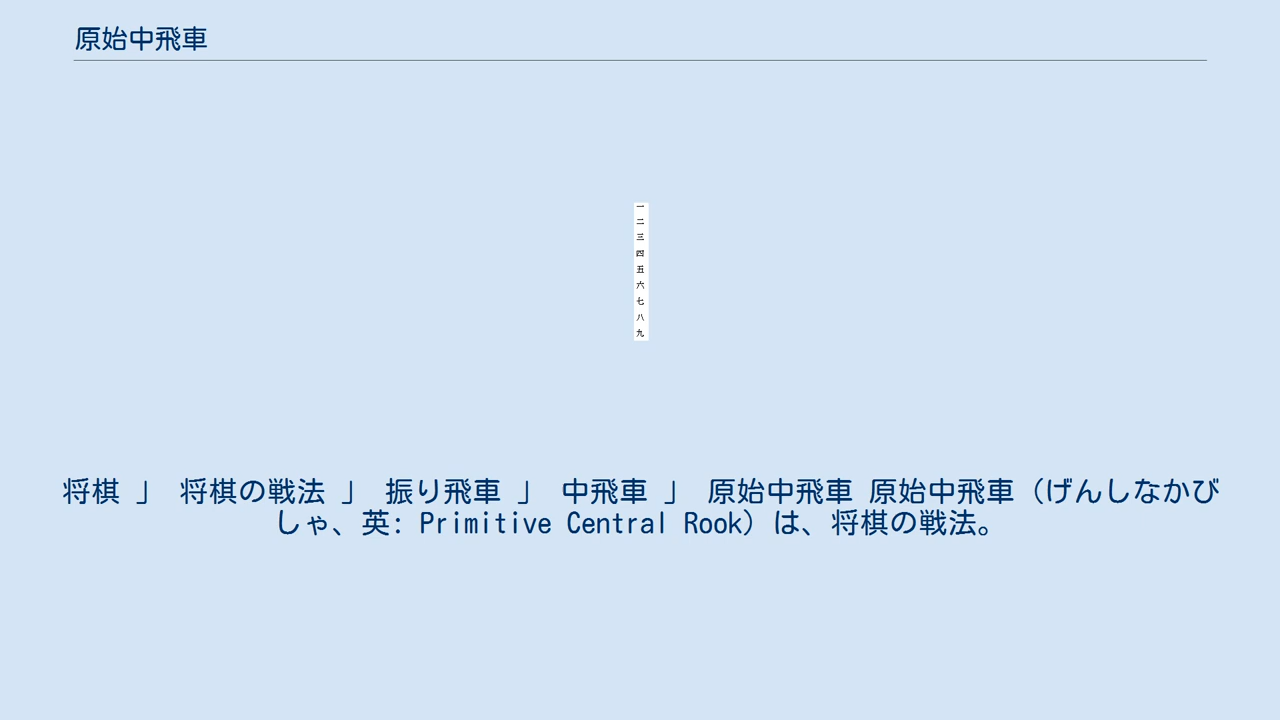 原始中飛車
一
二
三
四
五
六
七
八
九
将棋 」 将棋の戦法 」 振り飛車 」 中飛車 」 原始中飛車 原始中飛車（げんしなかび
しゃ、英: Primitive Central Rook）は、将棋の戦法。